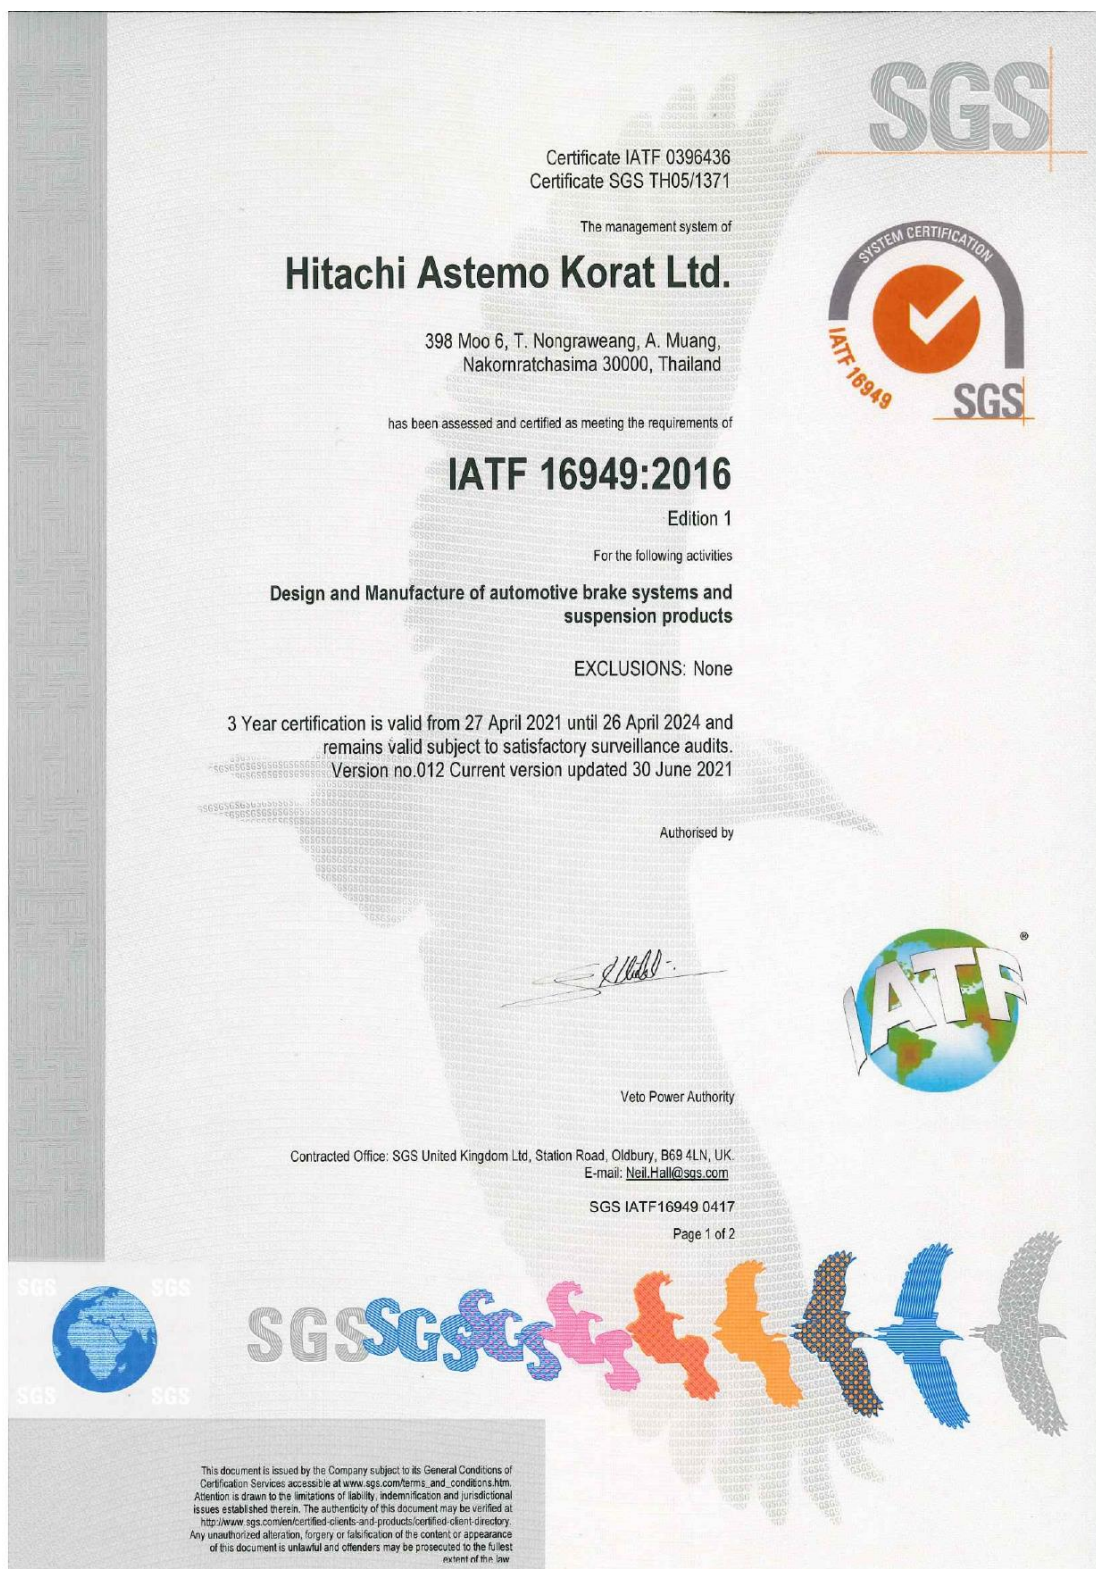 SGS
Certificate IATF 0396436
Certificate SGS TH05/1371
The management system of
Hitachi Astemo Korat Ltd.
398 Moo 6, T. Nongraweang, A. Muang,
Nakornratchasima 30000, Thailand
SYSTEM CERTIFICATION
IATF 16949
SGS
has been assessed and certified as meeting the requirements of
IATF 16949:2016
Edition 1
For the following activities
Design and Manufacture of automotive brake systems and
suspension products
EXCLUSIONS: None
3 Year certification is valid from 27 April 2021 until 26 April 2024 and
remains valid subject to satisfactory surveillance audits.
Version no.012 Current version updated 30 June 2021
Authorised by
IATF®
Veto Power Authority
Contracted Office: SGS United Kingdom Ltd, Station Road, Oldbury, B69 4LN, UK.
E-mail: Neil.Hall@sgs.com
SGS IATF16949 0417
Page 1 of 2
SGS SGS
SGS SGS
SGS SGS SGS
This document is issued by the Company subject to its General Conditions of
Certification Services accessible at www.sgs.com/terms_and_conditions.htm.
Attention is drawn to the limitations of liability, indemnification and jurisdictional
issues established therein. The authenticity of this document may be verified at
http://www.sgs.com/en/certified-clients-and-products/certified-client-directory.
Any unauthorized alteration, forgery or falsification of the content or appearance
of this document is unlawful and offenders may be prosecuted to the fullest
extent of the law.